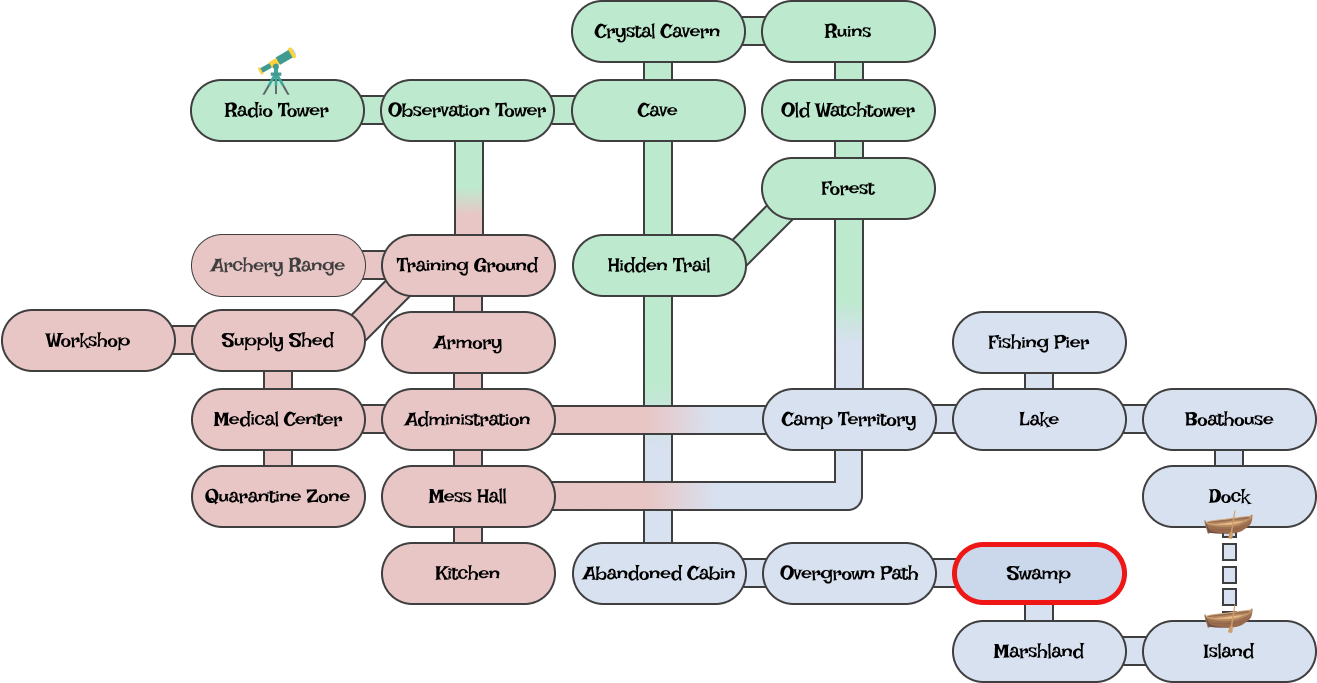 Crystal Cavern
Ruins
Radio Tower
Observation Tower
Cave
Old Watchtower
Forest
Archery Range
Training Ground
Hidden Trail
Workshop
Supply Shed
Armory
Fishing Pier
Medical Center
Administration
Camp Territory
Lake
Boathouse
Quarantine Zone
Mess Hall
Dock
Kitchen
Abandoned Cabin
Overgrown Path
Swamp
Marshland
Island